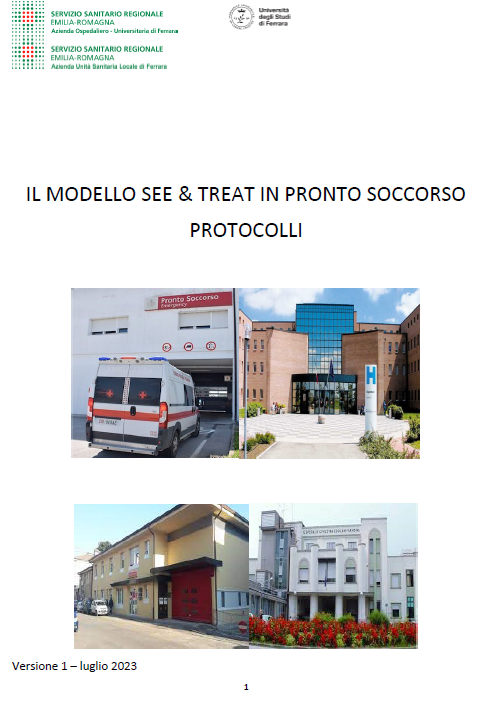 SERVIZIO SANITARIO REGIONALE
EMILIA-ROMAGNA
Azienda Ospedaliero - Universitaria di Ferrara
SERVIZIO SANITARIO REGIONALE
EMILIA-ROMAGNA
Azienda Unità Sanitaria Locale di Ferrara
Università
degli Studi
di Ferrara
IL MODELLO SEE & TREAT IN PRONTO SOCCORSO
PROTOCOLLI
Pronto Soccorso
Emergency
H
Versione 1 – luglio 2023
1